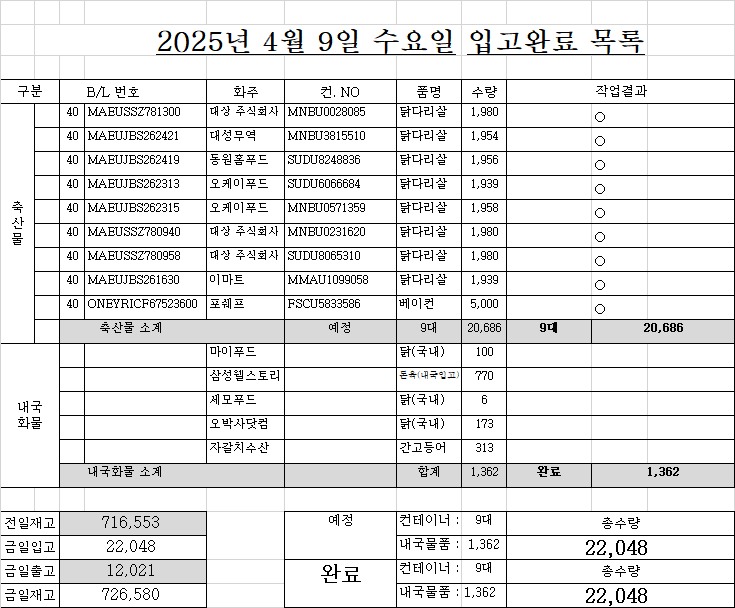 2025년 4월 9일 수요일 입고완료 목록
구분 B/L 번호 화주 컨. NO 품명 수량 작업결과
축산물
40 MAEUSSZ781300 대상 주식회사 MNBU0028085 닭다리살 1,980 ○
40 MAEUJBS262421 대성무역 MNBU3815510 닭다리살 1,954 ○
40 MAEUJBS262419 동원홈푸드 SUDU8248836 닭다리살 1,956 ○
40 MAEUJBS262313 오케이푸드 SUDU6066684 닭다리살 1,939 ○
40 MAEUJBS262315 오케이푸드 MNBU0571359 닭다리살 1,958 ○
40 MAEUSSZ780940 대상 주식회사 MNBU0231620 닭다리살 1,980 ○
40 MAEUSSZ780958 대상 주식회사 SUDU8065310 닭다리살 1,980 ○
40 MAEUJBS261630 이마트 MMAU1099058 닭다리살 1,939 ○
40 ONEYRICF67523600 포웨프 FSCU5833586 베이컨 5,000 ○
축산물 소계 예정 9대 20,686 9대 20,686
내국화물
마이푸드 닭(국내) 100
삼성웰스토리 돈육(내국입고) 770
세모푸드 닭(국내) 6
오박사닷컴 닭(국내) 173
자갈치수산 간고등어 313
내국화물 소계 합계 1,362 완료 1,362
전일재고 716,553 예정 컨테이너 : 9대 총수량
금일입고 22,048 내국물품 : 1,362 22,048
금일출고 12,021 완료 컨테이너 : 9대 총수량
금일재고 726,580 내국물품 : 1,362 22,048